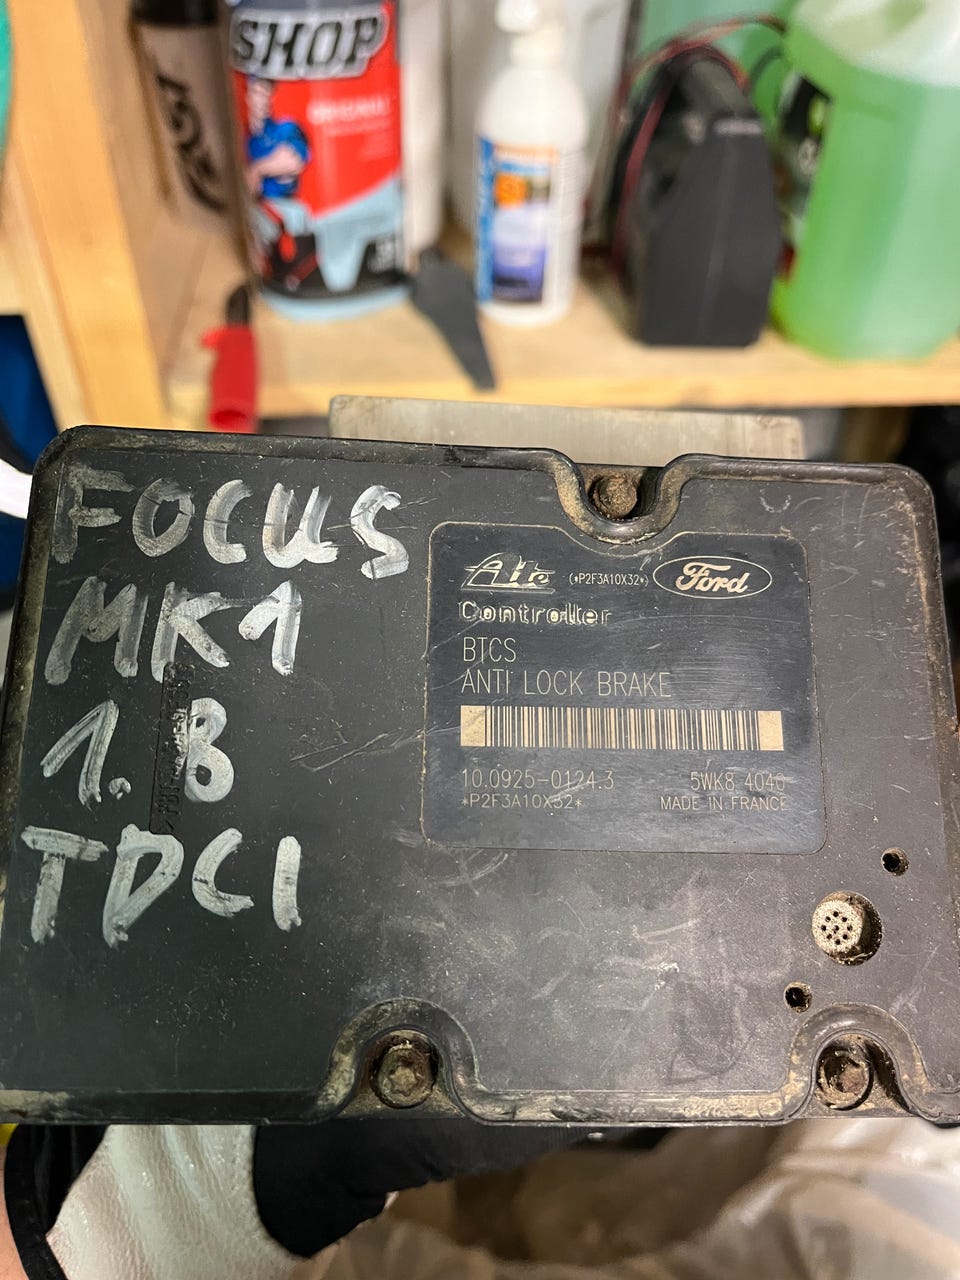 SHOP
FOCUS
MK1
1.8
TDCI
Ate (*P2F3A10X32*) Ford
Controller
BTCS
ANTI LOCK BRAKE
10.0925-0124.3 5WK8 4040
*P2F3A10X32* MADE IN FRANCE